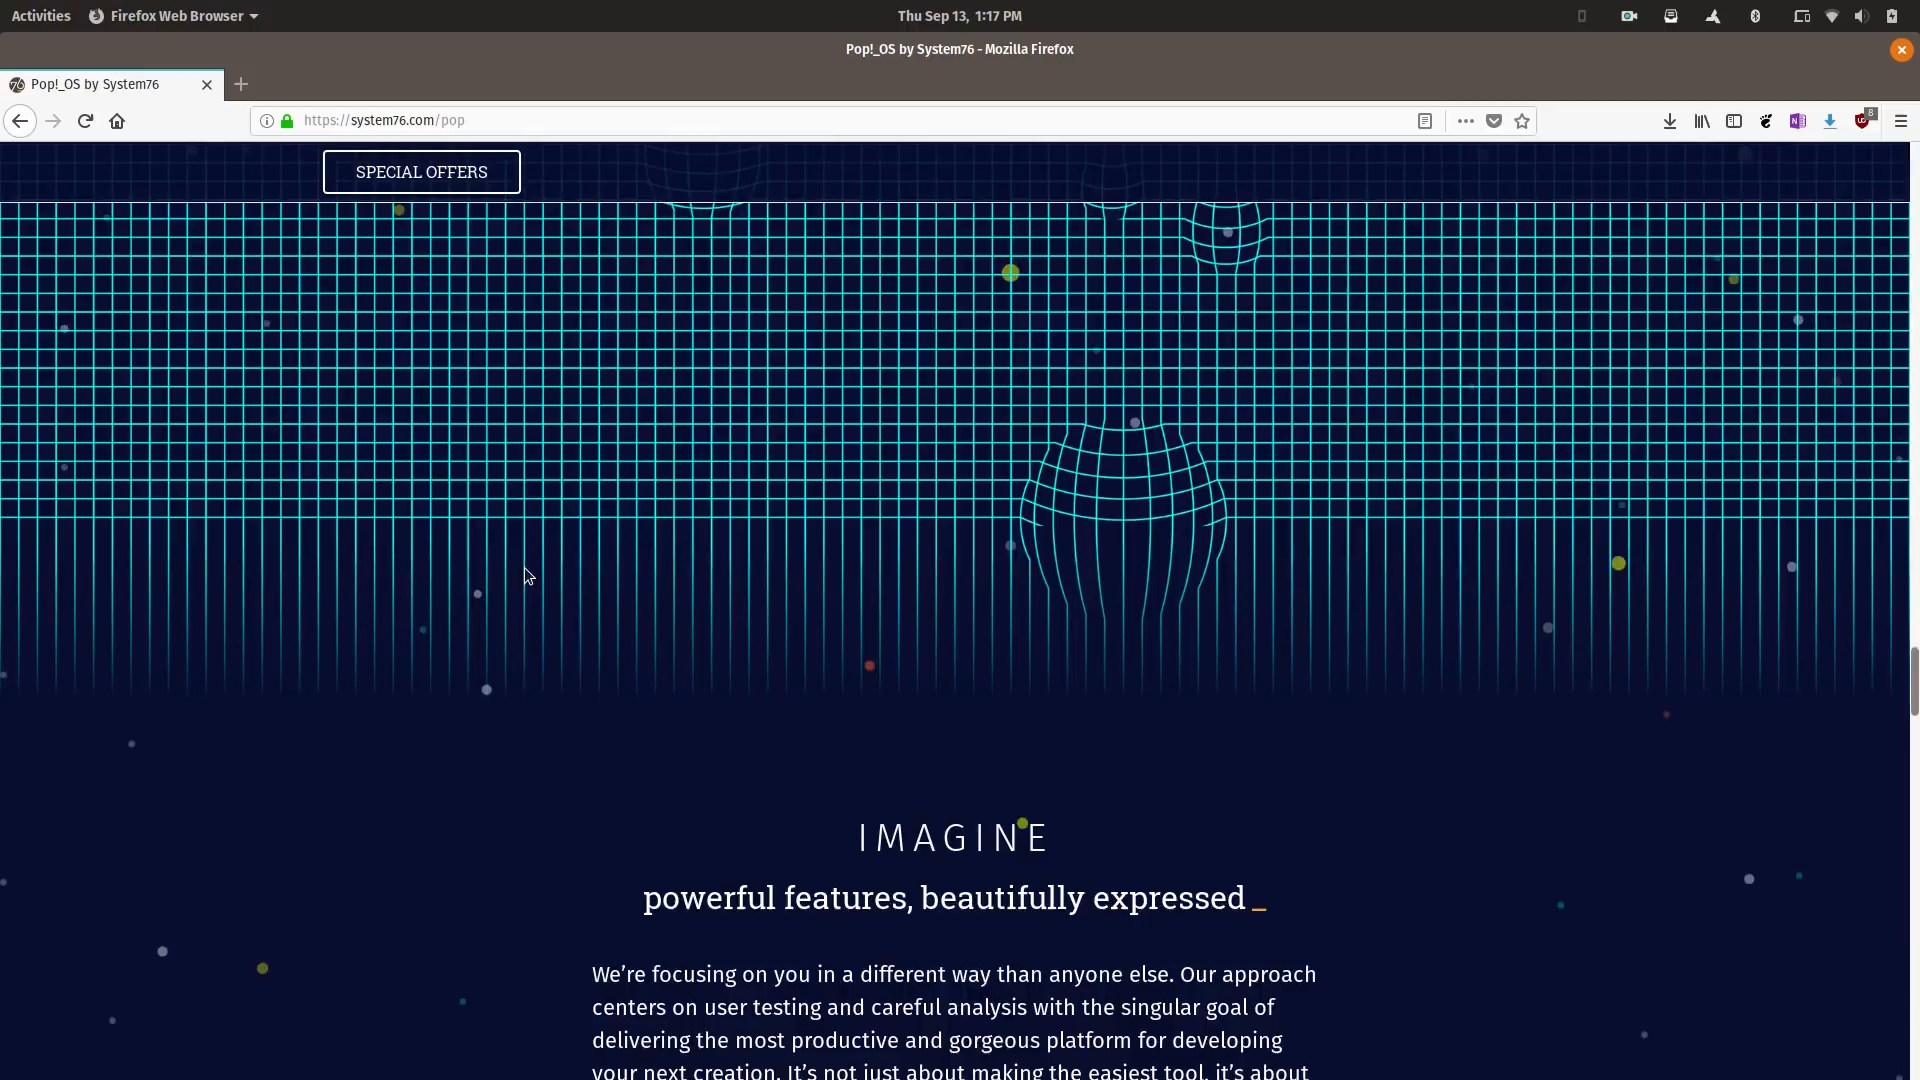 Activities Firefox Web Browser Thu Sep 13, 1:17 PM
Pop!_OS by System76 - Mozilla Firefox
Pop!_OS by System76
https://system76.com/pop
8
SPECIAL OFFERS
IMAGINE
powerful features, beautifully expressed _
We’re focusing on you in a different way than anyone else. Our approach
centers on user testing and careful analysis with the singular goal of
delivering the most productive and gorgeous platform for developing
your next creation. It’s not just about making the easiest tool, it’s about